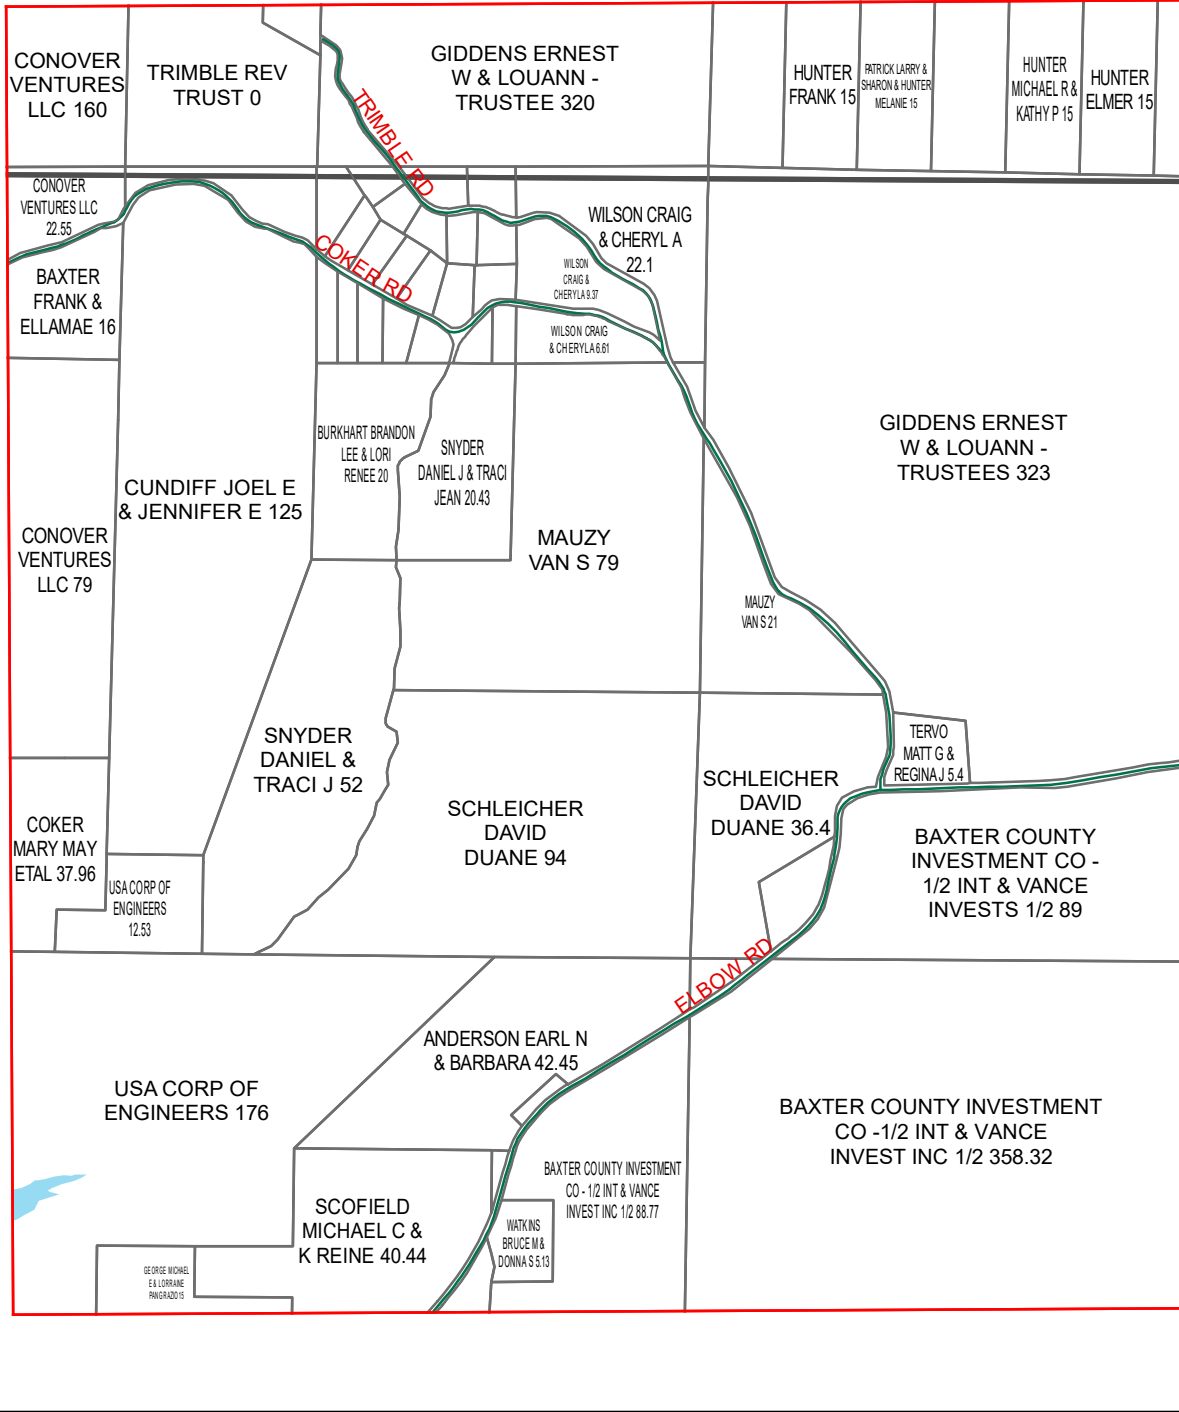 CONOVER
VENTURES
LLC 160
TRIMBLE REV
TRUST 0
GIDDENS ERNEST
W & LOUANN -
TRUSTEE 320
HUNTER
FRANK 15
PATRICK LARRY &
SHARON & HUNTER
MELANIE 15
HUNTER
MICHAEL R &
KATHY P 15
HUNTER
ELMER 15
TRIMBLE RD
CONOVER
VENTURES LLC
22.55
WILSON CRAIG
& CHERYL A
22.1
COKER RD
WILSON
CRAIG &
CHERYL A 9.37
BAXTER
FRANK &
ELLAMAE 16
WILSON CRAIG
& CHERYL A 6.61
BURKHART BRANDON
LEE & LORI
RENEE 20
SNYDER
DANIEL J & TRACI
JEAN 20.43
GIDDENS ERNEST
W & LOUANN -
TRUSTEES 323
CUNDIFF JOEL E
& JENNIFER E 125
CONOVER
VENTURES
LLC 79
MAUZY
VAN S 79
MAUZY
VAN S 21
SNYDER
DANIEL &
TRACI J 52
TERVO
MATT G &
REGINA J 5.4
SCHLEICHER
DAVID
DUANE 36.4
SCHLEICHER
DAVID
DUANE 94
COKER
MARY MAY
ETAL 37.96
BAXTER COUNTY
INVESTMENT CO -
1/2 INT & VANCE
INVESTS 1/2 89
USA CORP OF
ENGINEERS
12.53
ELBOW RD
ANDERSON EARL N
& BARBARA 42.45
USA CORP OF
ENGINEERS 176
BAXTER COUNTY INVESTMENT
CO -1/2 INT & VANCE
INVEST INC 1/2 358.32
BAXTER COUNTY INVESTMENT
CO - 1/2 INT & VANCE
INVEST INC 1/2 88.77
SCOFIELD
MICHAEL C &
K REINE 40.44
WATKINS
BRUCE M &
DONNA S 5.13
GEORGE MICHAEL
E & LORRAINE
PANGRAZIO 15